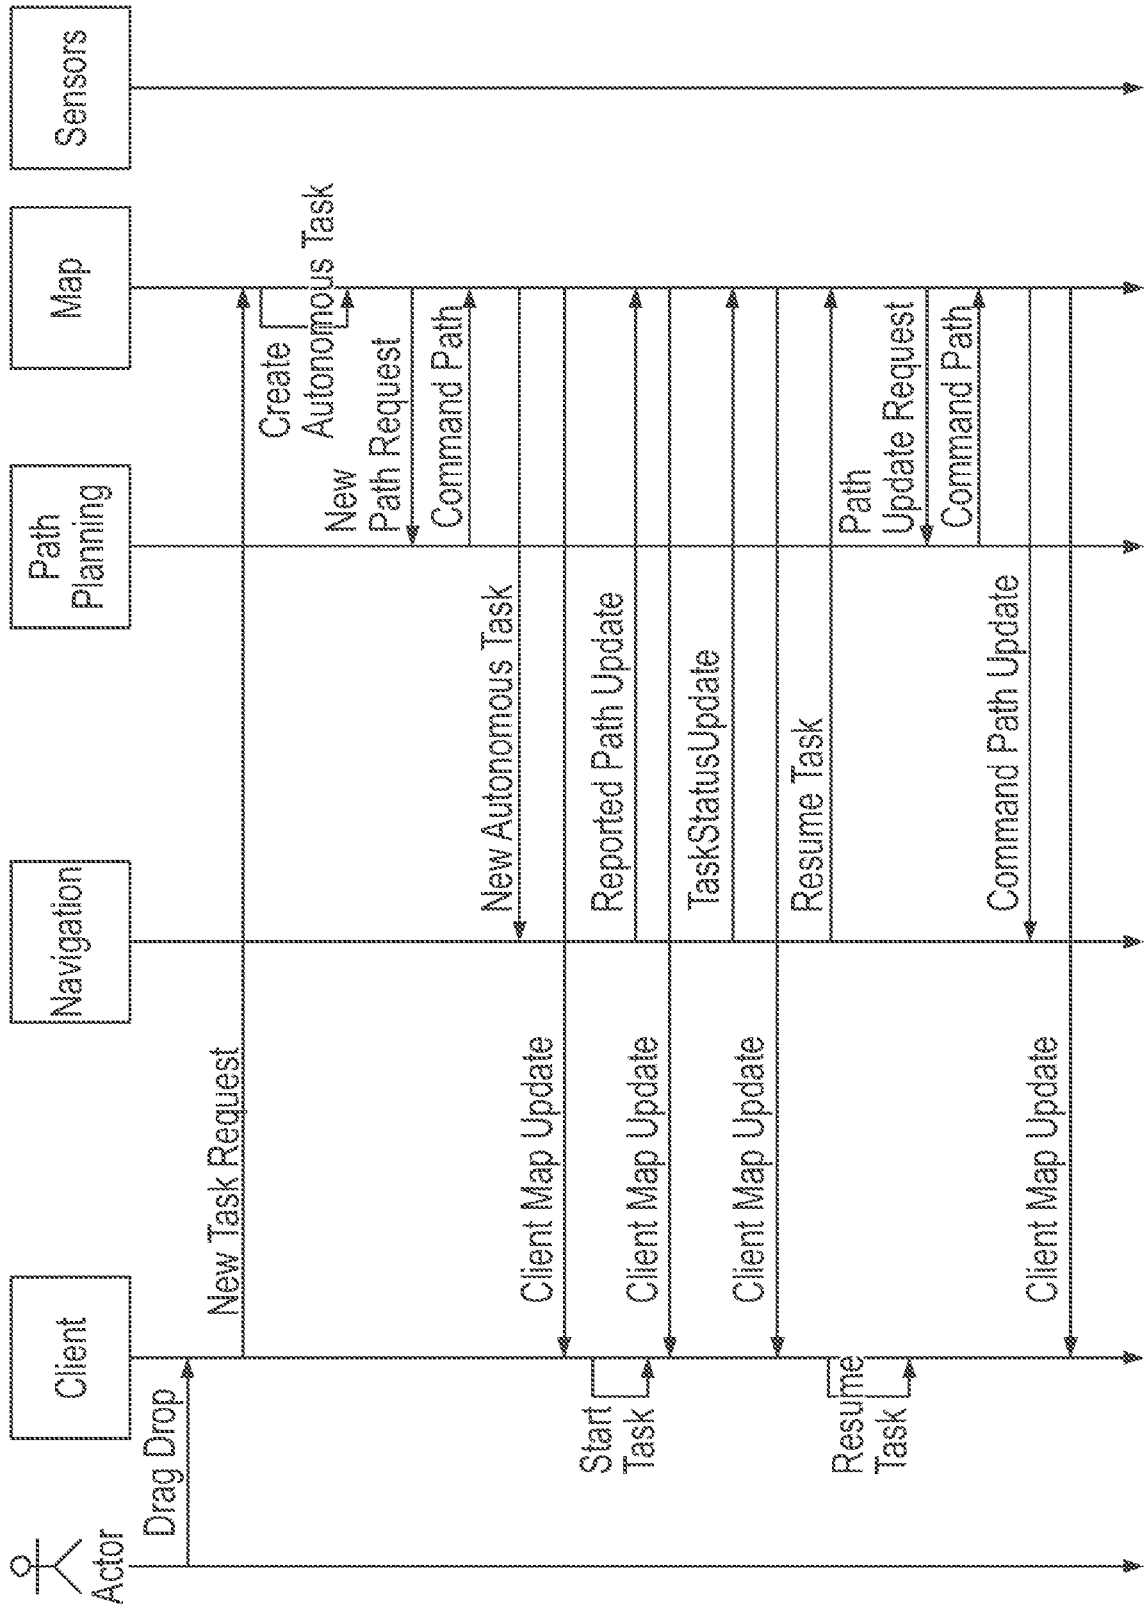 Actor
Client
Navigation
Path
Planning
Map
Sensors
Drag Drop
New Task Request
Create
Autonomous Task
New
Path Request
Command Path
New Autonomous Task
Client Map Update
Start
Task
Reported Path Update
Client Map Update
TaskStatusUpdate
Client Map Update
Resume Task
Resume
Task
Path
Update Request
Command Path
Command Path Update
Client Map Update